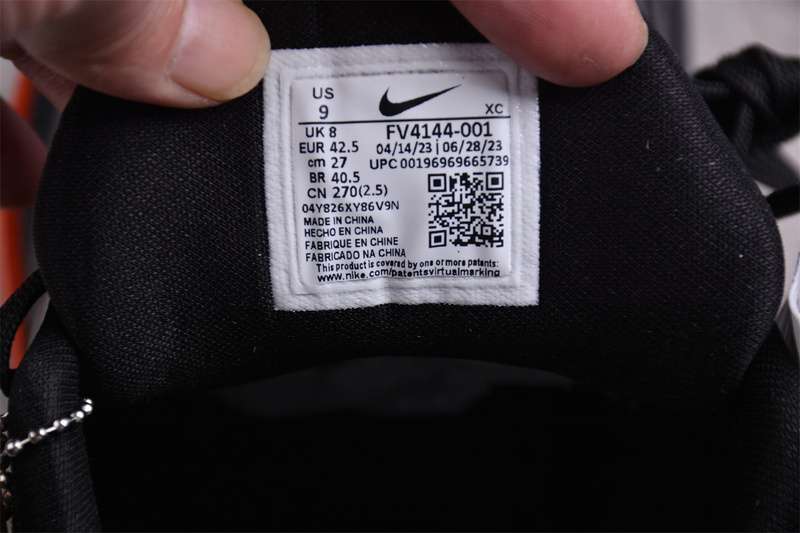 US
9
XC
UK 8
FV4144-001
EUR 42.5
04/14/23 | 06/28/23
cm 27
UPC 00196969665739
BR 40.5
CN 270(2.5)
04Y826XY86V9N
MADE IN CHINA
HECHO EN CHINA
FABRIQUE EN CHINE
FABRICADO NA CHINA
This product is covered by one or more patents:
www.nike.com/patentsvirtualmarking